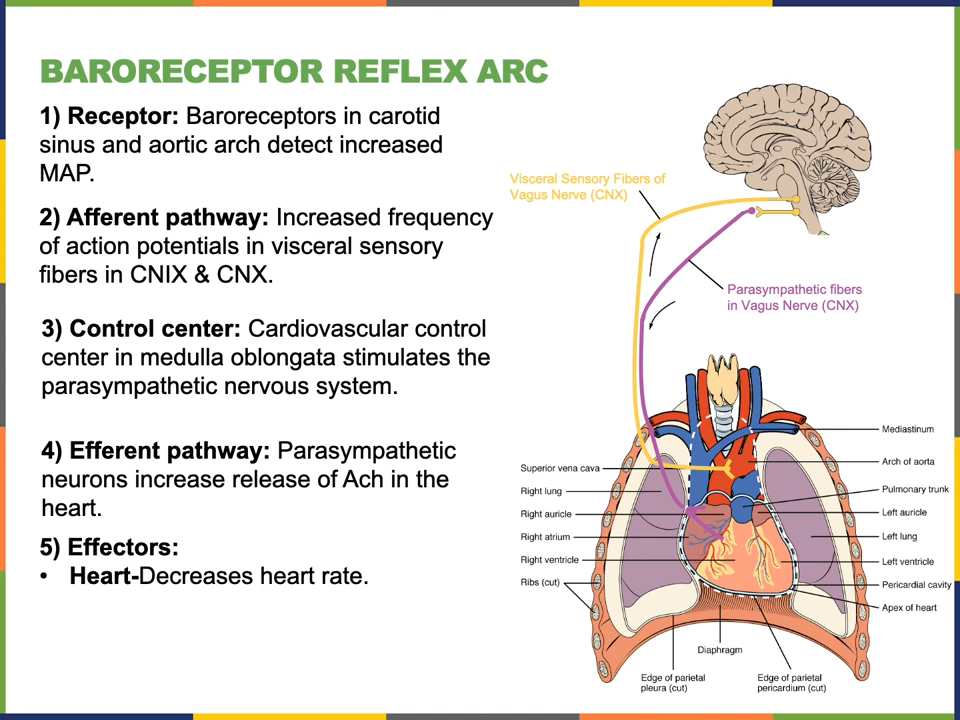 BARORECEPTOR REFLEX ARC
1) Receptor: Baroreceptors in carotid
sinus and aortic arch detect increased
MAP.
2) Afferent pathway: Increased frequency
of action potentials in visceral sensory
fibers in CNIX & CNX.
3) Control center: Cardiovascular control
center in medulla oblongata stimulates the
parasympathetic nervous system.
4) Efferent pathway: Parasympathetic
neurons increase release of Ach in the
heart.
5) Effectors:
• Heart-Decreases heart rate.
Visceral Sensory Fibers of
Vagus Nerve (CNX)
Parasympathetic fibers
in Vagus Nerve (CNX)
Superior vena cava
Right lung
Right auricle
Right atrium
Right ventricle
Ribs (cut)
Mediastinum
Arch of aorta
Pulmonary trunk
Left auricle
Left lung
Left ventricle
Pericardial cavity
Apex of heart
Diaphragm
Edge of parietal
pleura (cut)
Edge of parietal
pericardium (cut)